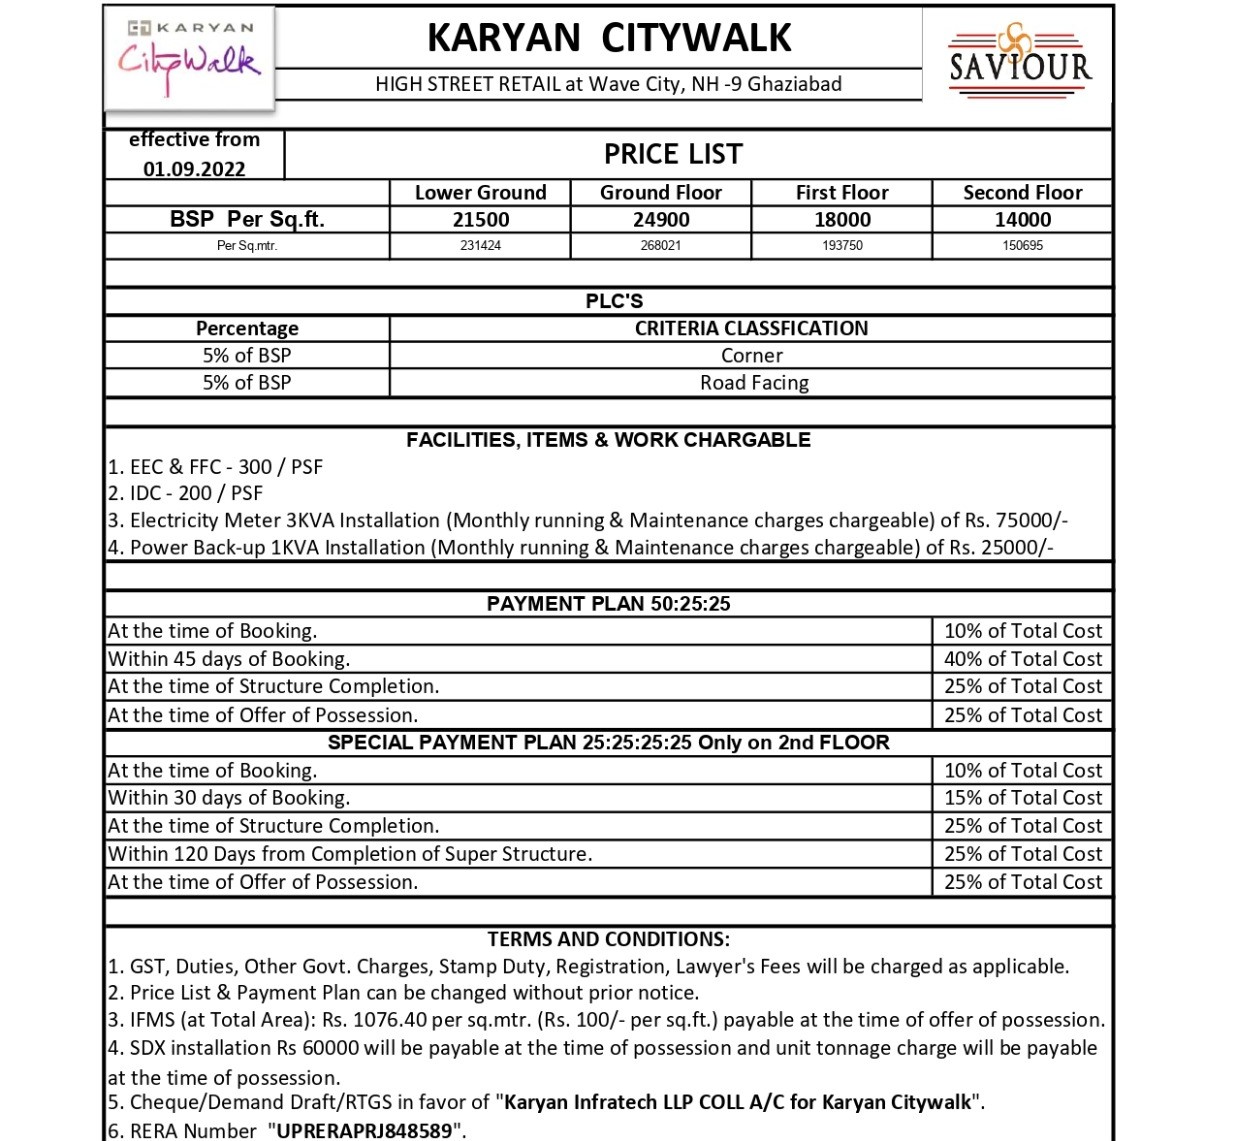 KARYAN
CityWalk
KARYAN CITYWALK
HIGH STREET RETAIL at Wave City, NH -9 Ghaziabad
SAVIOUR
effective from
01.09.2022
PRICE LIST
Lower Ground Ground Floor First Floor Second Floor
BSP Per Sq.ft. 21500 24900 18000 14000
Per Sq.mtr. 231424 268021 193750 150695
PLC'S
Percentage CRITERIA CLASSFICATION
5% of BSP Corner
5% of BSP Road Facing
FACILITIES, ITEMS & WORK CHARGABLE
1. EEC & FFC - 300 / PSF
2. IDC - 200 / PSF
3. Electricity Meter 3KVA Installation (Monthly running & Maintenance charges chargeable) of Rs. 75000/-
4. Power Back-up 1KVA Installation (Monthly running & Maintenance charges chargeable) of Rs. 25000/-
PAYMENT PLAN 50:25:25
At the time of Booking. 10% of Total Cost
Within 45 days of Booking. 40% of Total Cost
At the time of Structure Completion. 25% of Total Cost
At the time of Offer of Possession. 25% of Total Cost
SPECIAL PAYMENT PLAN 25:25:25:25 Only on 2nd FLOOR
At the time of Booking. 10% of Total Cost
Within 30 days of Booking. 15% of Total Cost
At the time of Structure Completion. 25% of Total Cost
Within 120 Days from Completion of Super Structure. 25% of Total Cost
At the time of Offer of Possession. 25% of Total Cost
TERMS AND CONDITIONS:
1. GST, Duties, Other Govt. Charges, Stamp Duty, Registration, Lawyer's Fees will be charged as applicable.
2. Price List & Payment Plan can be changed without prior notice.
3. IFMS (at Total Area): Rs. 1076.40 per sq.mtr. (Rs. 100/- per sq.ft.) payable at the time of offer of possession.
4. SDX installation Rs 60000 will be payable at the time of possession and unit tonnage charge will be payable
at the time of possession.
5. Cheque/Demand Draft/RTGS in favor of "Karyan Infratech LLP COLL A/C for Karyan Citywalk".
6. RERA Number "UPRERAPRJ848589".